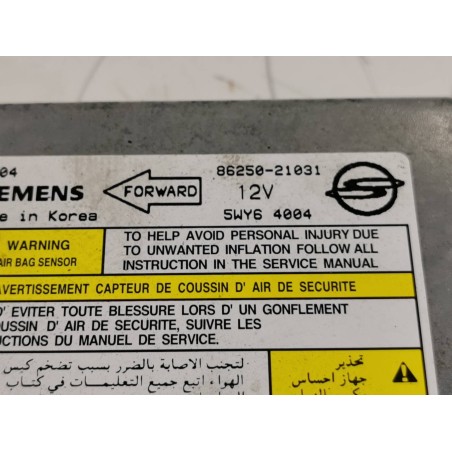 04 86250-21031
EMENS FORWARD 12V
e in Korea 5WY6 4004
WARNING
AIR BAG SENSOR
TO HELP AVOID PERSONAL INJURY DUE
TO UNWANTED INFLATION FOLLOW ALL
INSTRUCTION IN THE SERVICE MANUAL
AVERTISSEMENT CAPTEUR DE COUSSIN D' AIR DE SECURITE
D' EVITER TOUTE BLESSURE LORS D' UN GONFLEMENT
OUSSIN D' AIR DE SECURITE, SUIVRE LES
UCTIONS DU MANUEL DE SERVICE.
تحذير
جهاز احساس
لتجنب الاصابة بالضرر بسبب تضخم كيس
الهواء اتبع جميع التعليمات في كتا